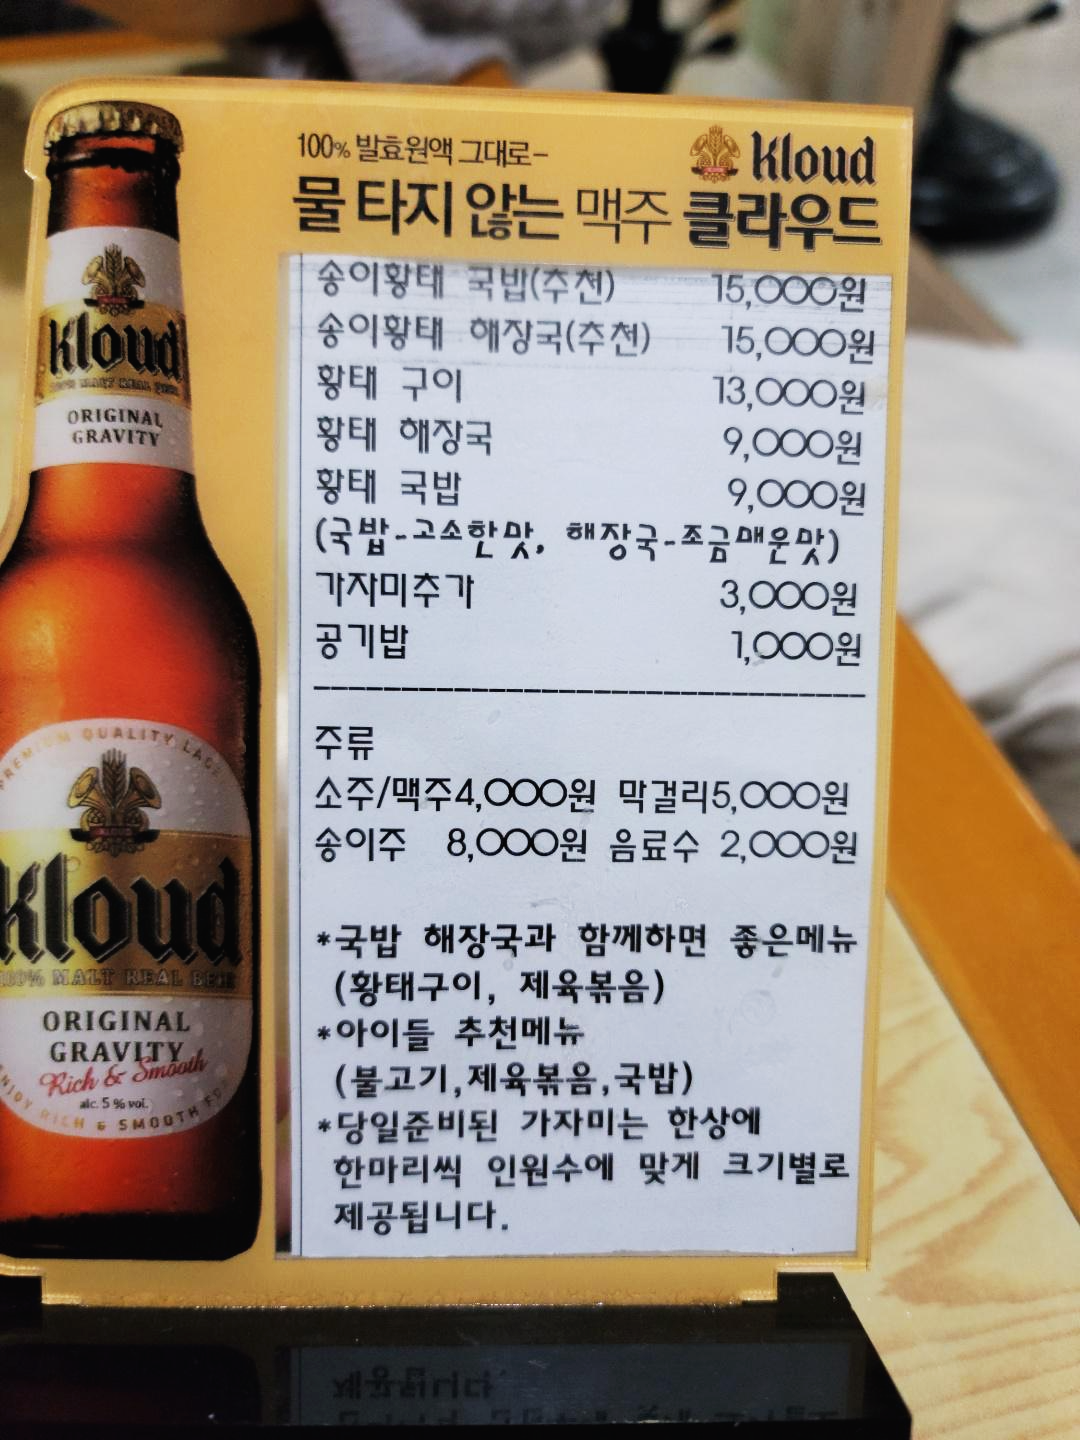 100% 발효원액 그대로-
Kloud
물 타지 않는 맥주 클라우드
송이황태 국밥(추천) 15,000원
송이황태 해장국(추천) 15,000원
황태 구이 13,000원
황태 해장국 9,000원
황태 국밥 9,000원
(국밥-고소한맛, 해장국-조금매운맛)
가자미추가 3,000원
공기밥 1,000원
주류
소주/맥주4,000원 막걸리5,000원
송이주 8,000원 음료수 2,000원
*국밥 해장국과 함께하면 좋은메뉴
(황태구이, 제육볶음)
*아이들 추천메뉴
(불고기,제육볶음,국밥)
*당일준비된 가자미는 한상에
한마리씩 인원수에 맞게 크기별로
제공됩니다.
Kloud
100% MALT REAL BEER
ORIGINAL
GRAVITY
PREMIUM QUALITY LAGER
KLOUD
Kloud
100% MALT REAL BEER
ORIGINAL
GRAVITY
Rich & Smooth
alc. 5 % vol.
ENJOY RICH & SMOOTH